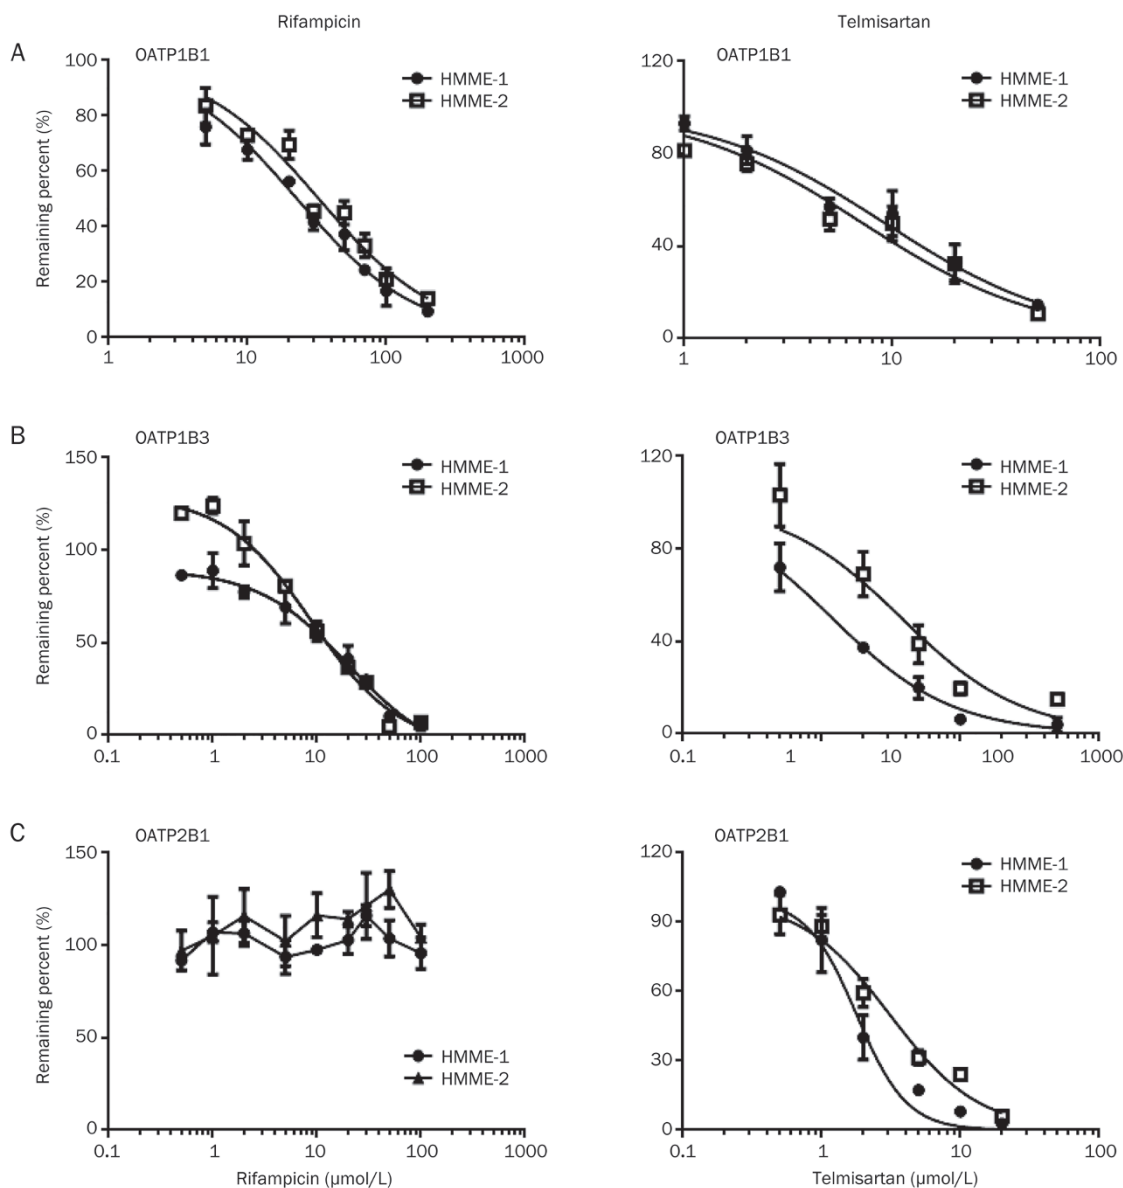 Rifampicin Telmisartan
A OATP1B1 OATP1B1
HMME-1
HMME-2
HMME-1
HMME-2
Remaining percent (%)
100
80
60
40
20
0
1 10 100 1000
120
80
40
0
1 10 100
B OATP1B3 OATP1B3
HMME-1
HMME-2
HMME-1
HMME-2
Remaining percent (%)
150
100
50
0
0.1 1 10 100 1000
120
80
40
0
0.1 1 10 100 1000
C OATP2B1 OATP2B1
HMME-1
HMME-2
HMME-1
HMME-2
Remaining percent (%)
150
100
50
0
0.1 1 10 100 1000
Rifampicin (μmol/L)
120
90
60
30
0
0.1 1 10 100
Telmisartan (μmol/L)